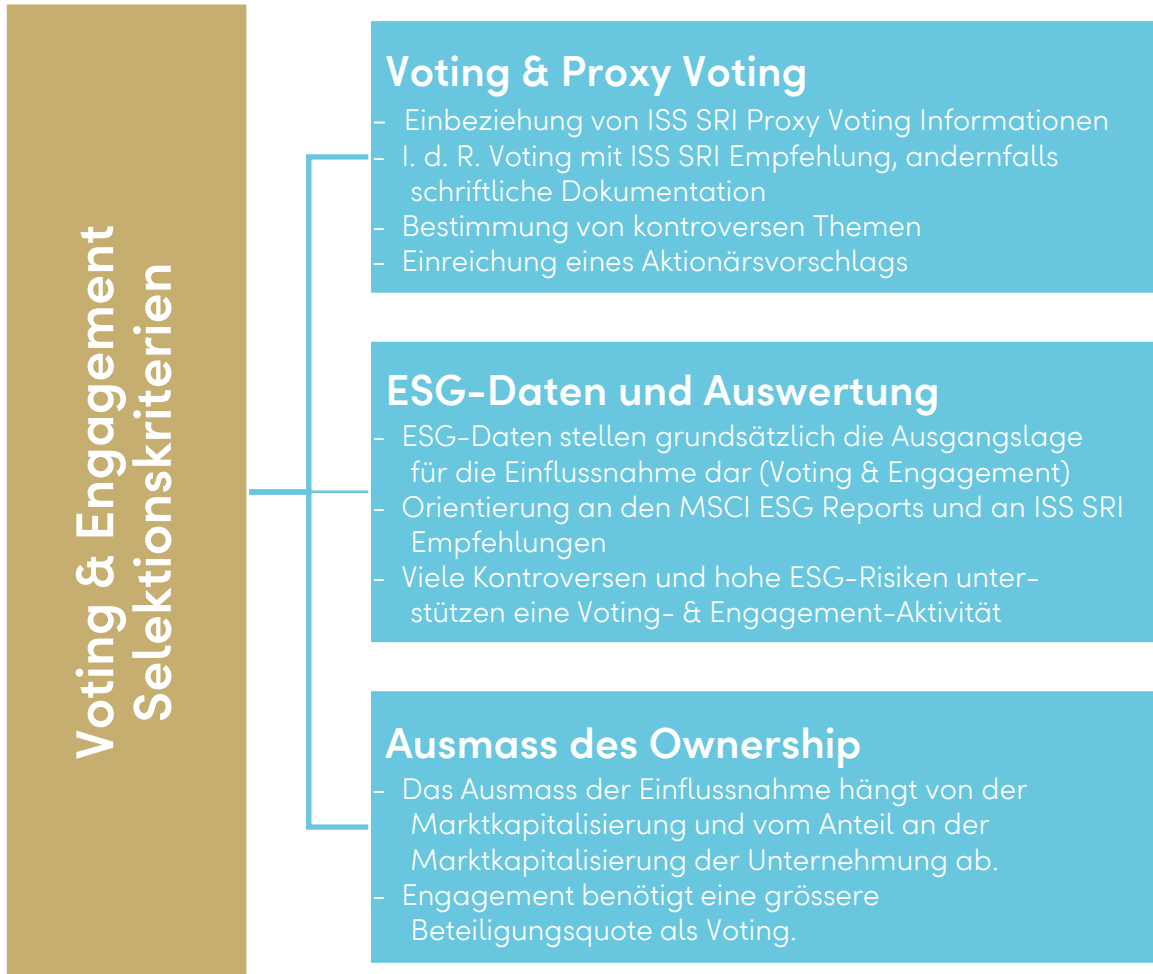 Voting & Engagement
Selektionskriterien
Voting & Proxy Voting
- Einbeziehung von ISS SRI Proxy Voting Informationen
- I. d. R. Voting mit ISS SRI Empfehlung, andernfalls
schriftliche Dokumentation
- Bestimmung von kontroversen Themen
- Einreichung eines Aktionärsvorschlags
ESG-Daten und Auswertung
- ESG-Daten stellen grundsätzlich die Ausgangslage
für die Einflussnahme dar (Voting & Engagement)
- Orientierung an den MSCI ESG Reports und an ISS SRI
Empfehlungen
- Viele Kontroversen und hohe ESG-Risiken unter-
stützen eine Voting- & Engagement-Aktivität
Ausmass des Ownership
- Das Ausmass der Einflussnahme hängt von der
Marktkapitalisierung und vom Anteil an der
Marktkapitalisierung der Unternehmung ab.
- Engagement benötigt eine grössere
Beteiligungsquote als Voting.